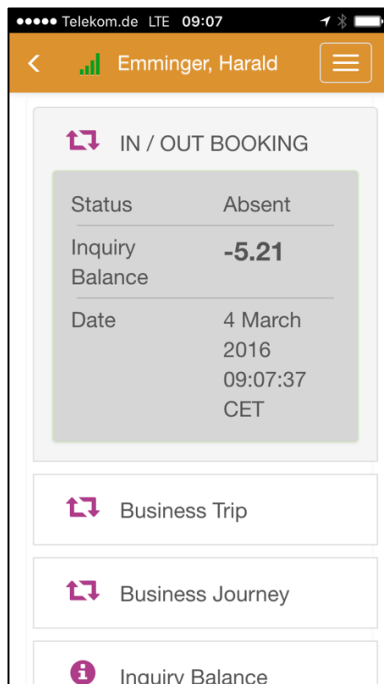 Telekom.de LTE 09:07
Emminger, Harald
IN / OUT BOOKING
Status Absent
Inquiry Balance -5.21
Date 4 March
2016
09:07:37
CET
Business Trip
Business Journey
Inquiry Balance